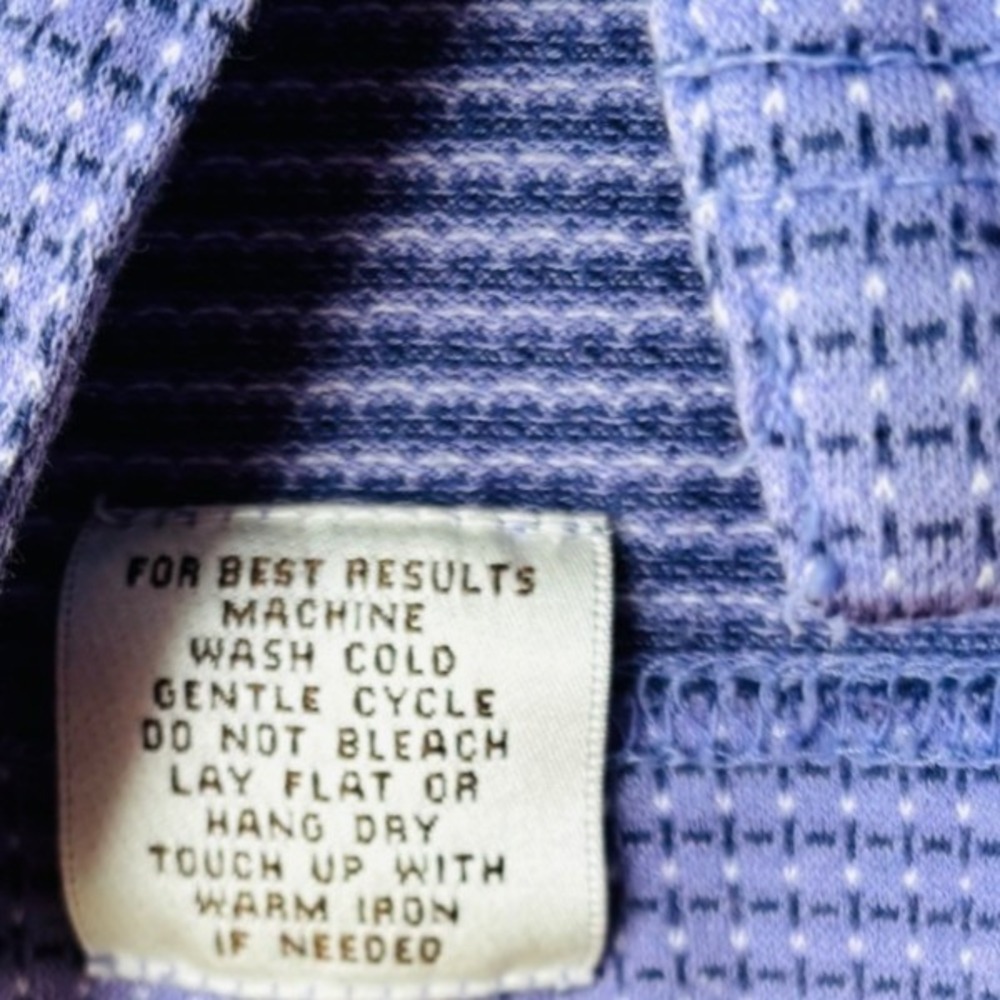 FOR BEST RESULTS
MACHINE
WASH COLD
GENTLE CYCLE
DO NOT BLEACH
LAY FLAT OR
HANG DRY
TOUCH UP WITH
WARM IRON
IF NEEDED